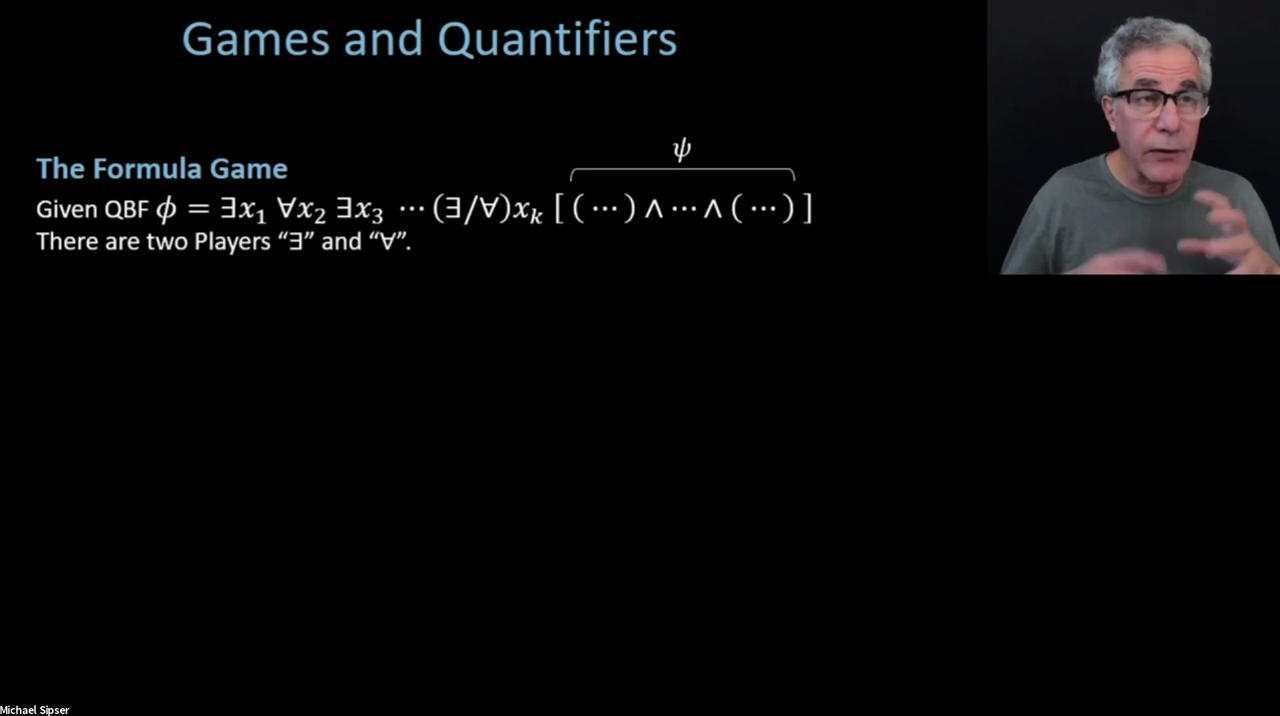 Games and Quantifiers
The Formula Game
ψ
Given QBF ϕ = ∃x₁ ∀x₂ ∃x₃ ⋯ (∃/∀)xₖ [ ( ⋯ ) ∧ ⋯ ∧ ( ⋯ ) ]
There are two Players “∃” and “∀”.
Michael Sipser